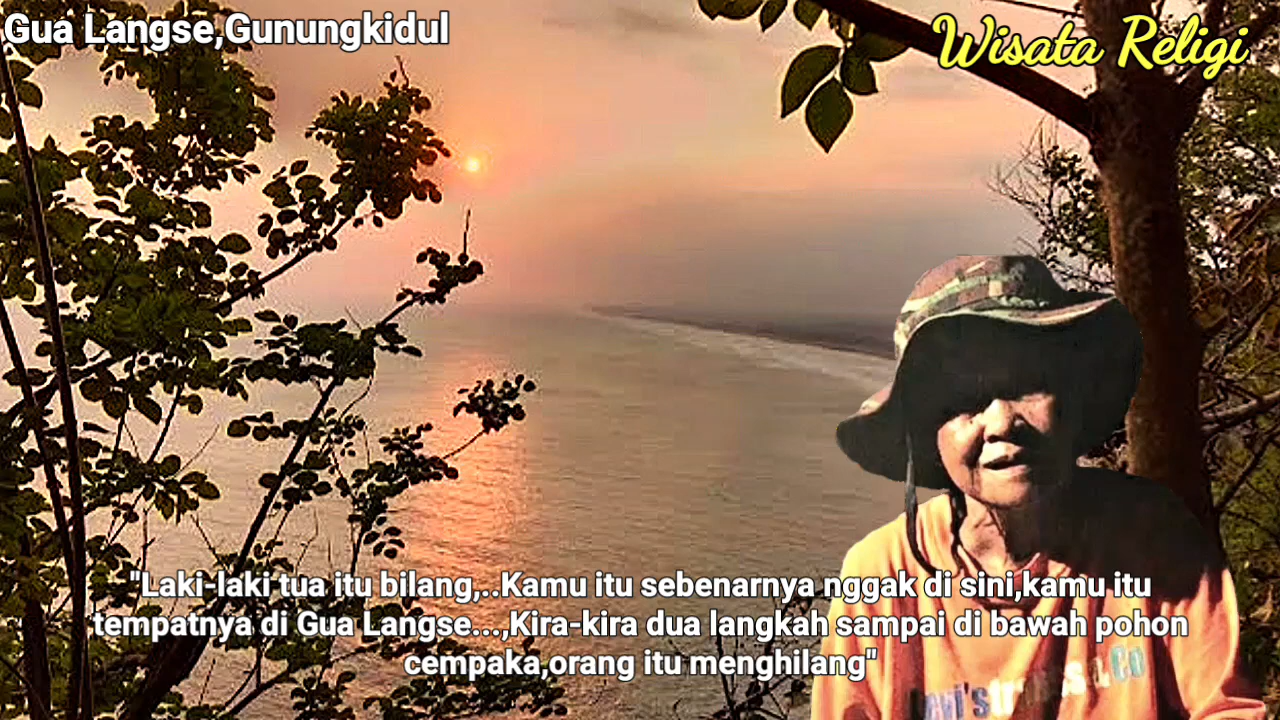 Gua Langse,Gunungkidul
Wisata Religi
"Laki-laki tua itu bilang,..Kamu itu sebenarnya nggak di sini,kamu itu
tempatnya di Gua Langse...,Kira-kira dua langkah sampai di bawah pohon
cempaka,orang itu menghilang"